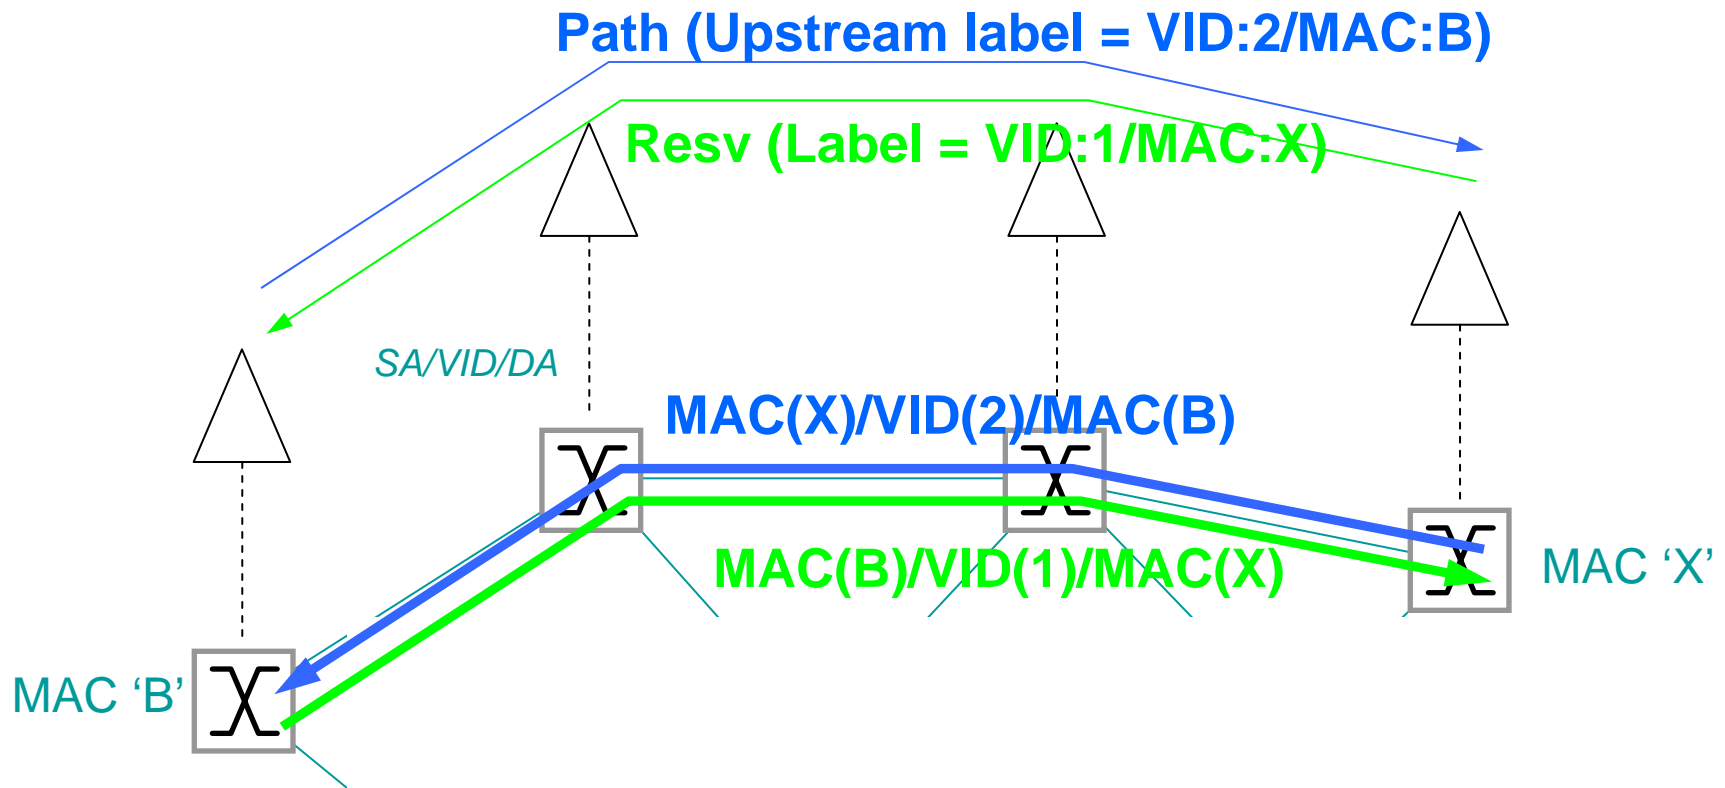 Path (Upstream label = VID:2/MAC:B)
Resv (Label = VID:1/MAC:X)
SA/VID/DA
MAC(X)/VID(2)/MAC(B)
MAC(B)/VID(1)/MAC(X)
MAC ‘X’
MAC ‘B’